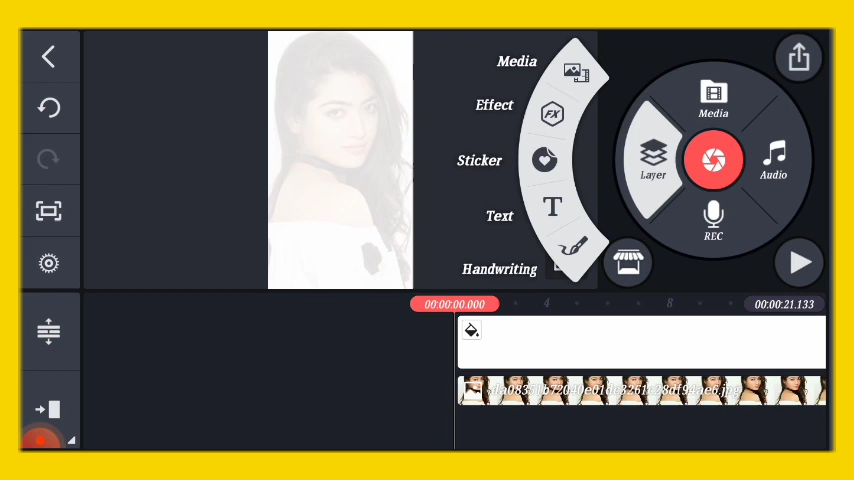 Media
Effect
Sticker
Text
Handwriting
FX
T
Media
Layer
Audio
REC
00:00:00.000
4
8
00:00:21.133